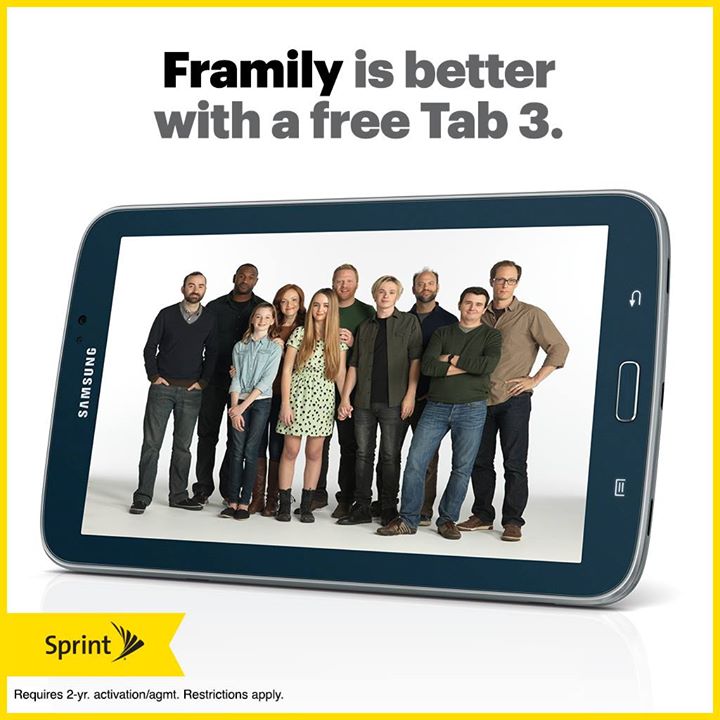 Framily is better
with a free Tab 3.
SAMSUNG
Sprint
Requires 2-yr. activation/agmt. Restrictions apply.